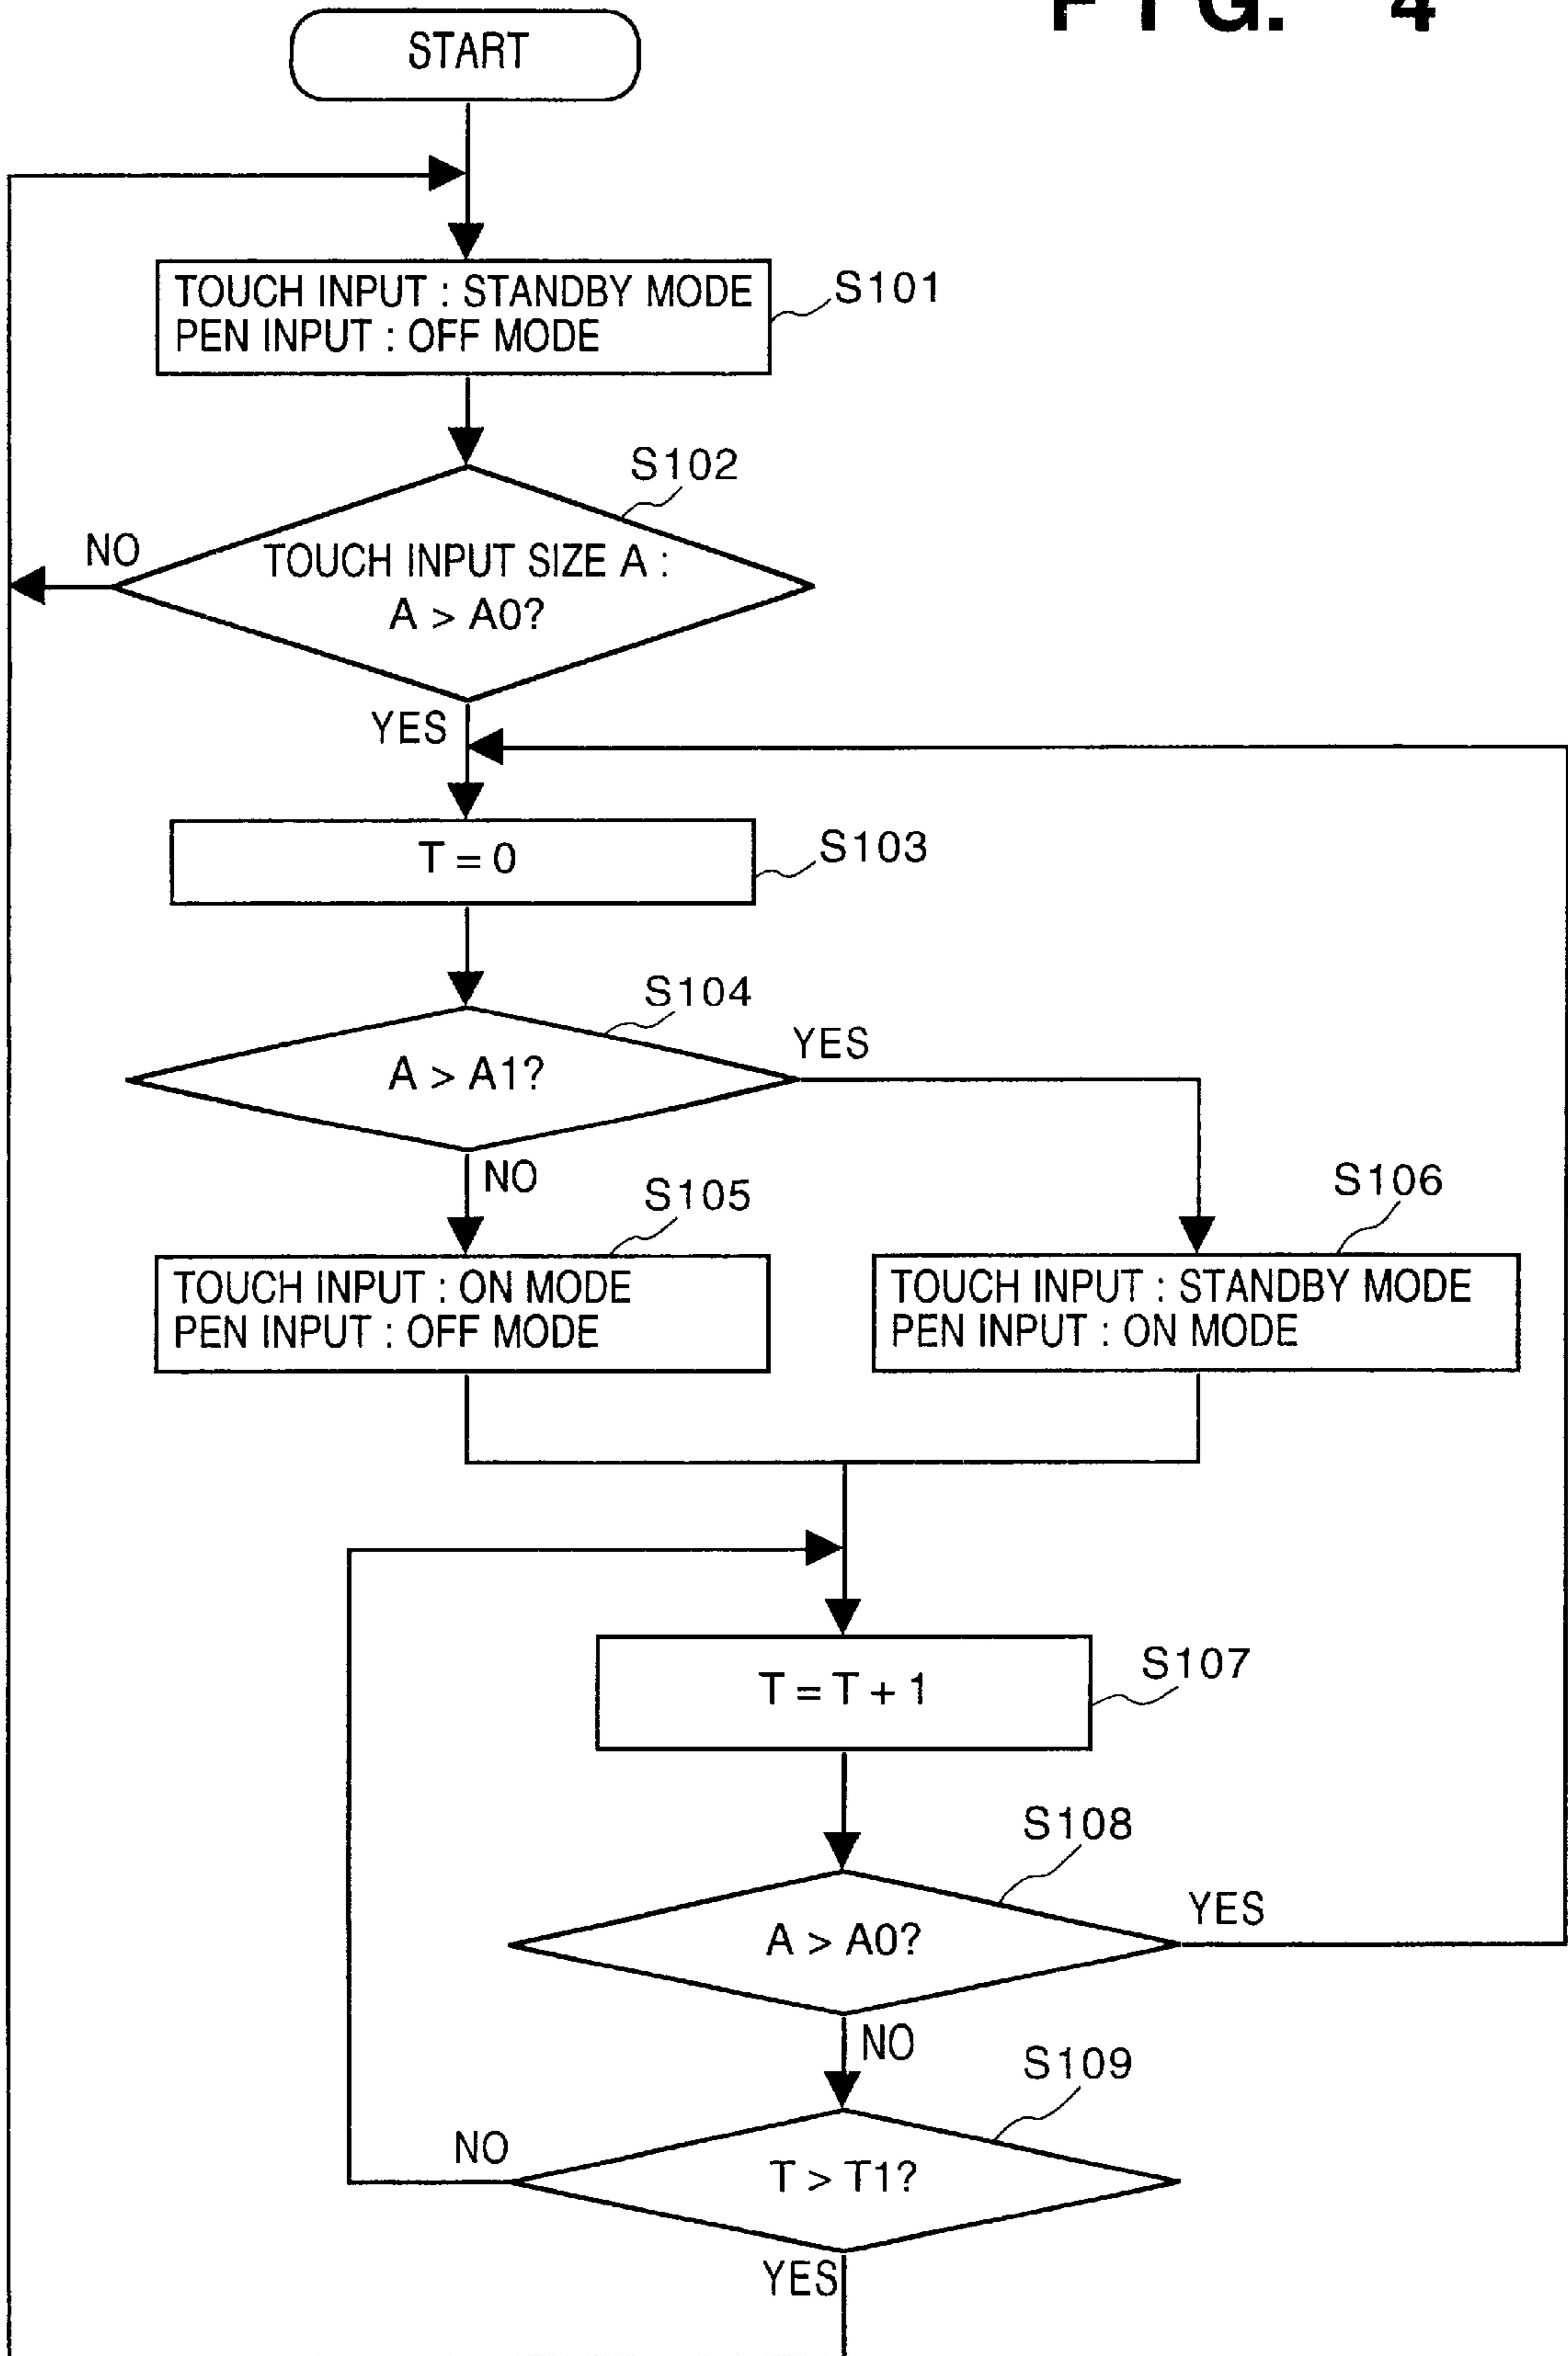 FIG. 4
START
TOUCH INPUT : STANDBY MODE
PEN INPUT : OFF MODE
S101
S102
NO
TOUCH INPUT SIZE A :
A > A0?
YES
T = 0
S103
S104
YES
A > A1?
NO
S105
S106
TOUCH INPUT : ON MODE
PEN INPUT : OFF MODE
TOUCH INPUT : STANDBY MODE
PEN INPUT : ON MODE
T = T + 1
S107
S108
YES
A > A0?
NO
S109
NO
T > T1?
YES